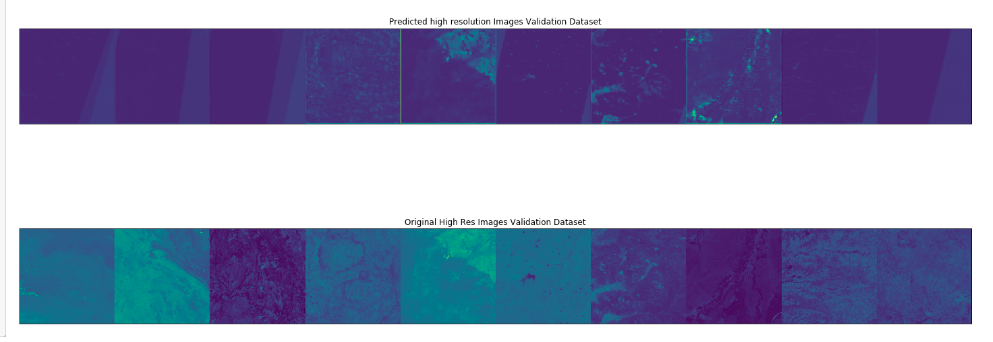 Predicted high resolution Images Validation Dataset
Original High Res Images Validation Dataset